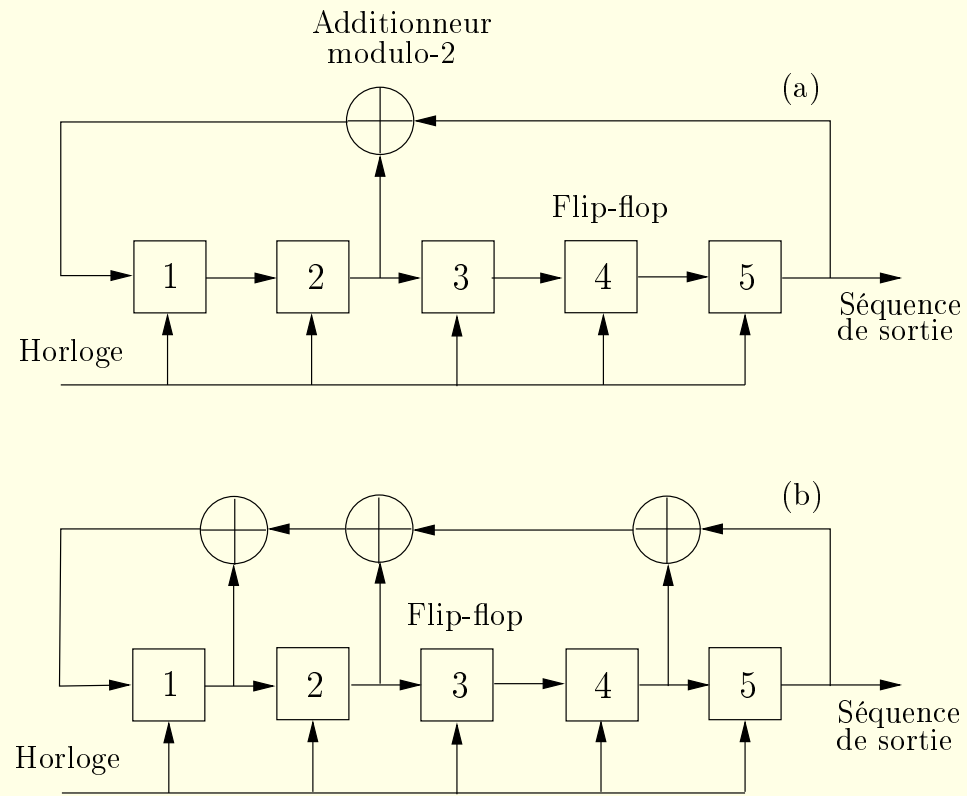 Additionneur
modulo-2
(a)
Flip-flop
1 2 3 4 5
Séquence
de sortie
Horloge
(b)
Flip-flop
1 2 3 4 5
Séquence
de sortie
Horloge